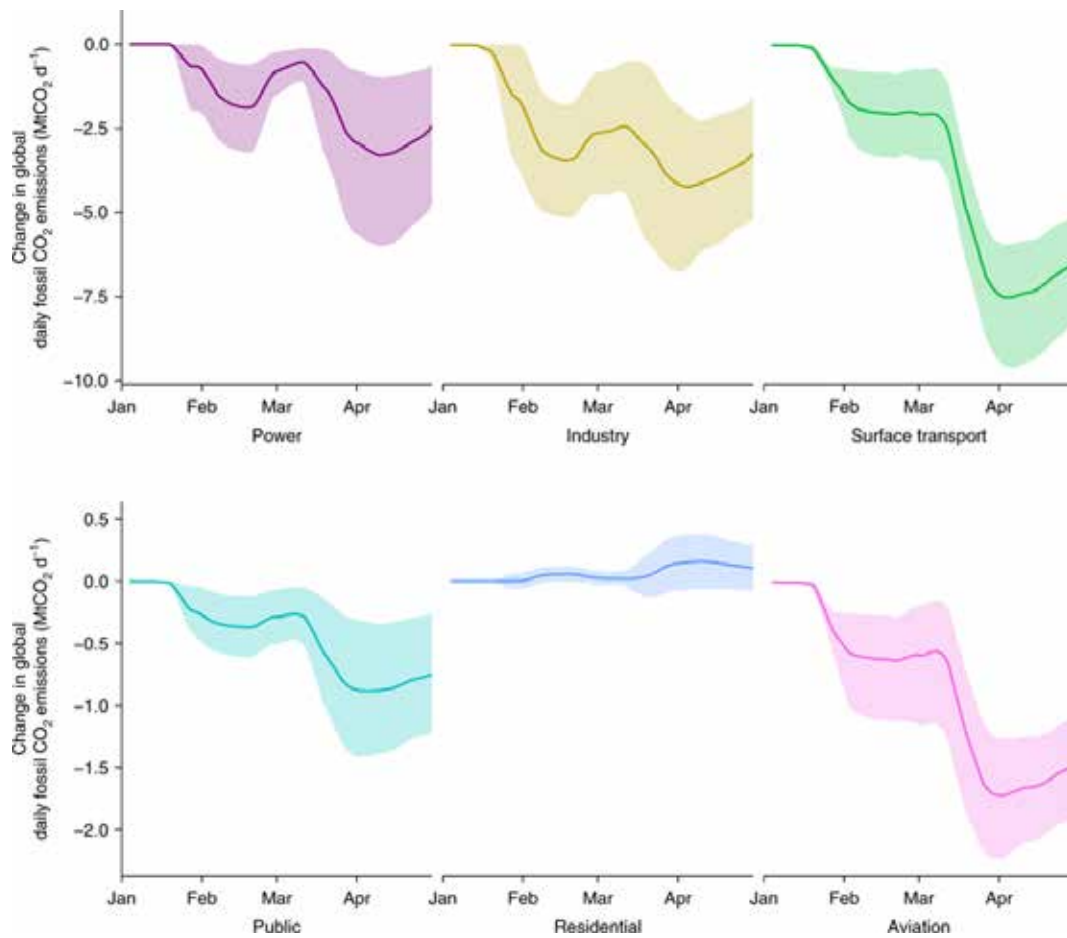 Change in global
daily fossil CO₂ emissions (MtCO₂ d⁻¹)
0.0
−2.5
−5.0
−7.5
−10.0
Jan Feb Mar Apr Jan Feb Mar Apr Jan Feb Mar Apr
Power Industry Surface transport
Change in global
daily fossil CO₂ emissions (MtCO₂ d⁻¹)
0.5
0.0
−0.5
−1.0
−1.5
−2.0
Jan Feb Mar Apr Jan Feb Mar Apr Jan Feb Mar Apr
Public Residential Aviation